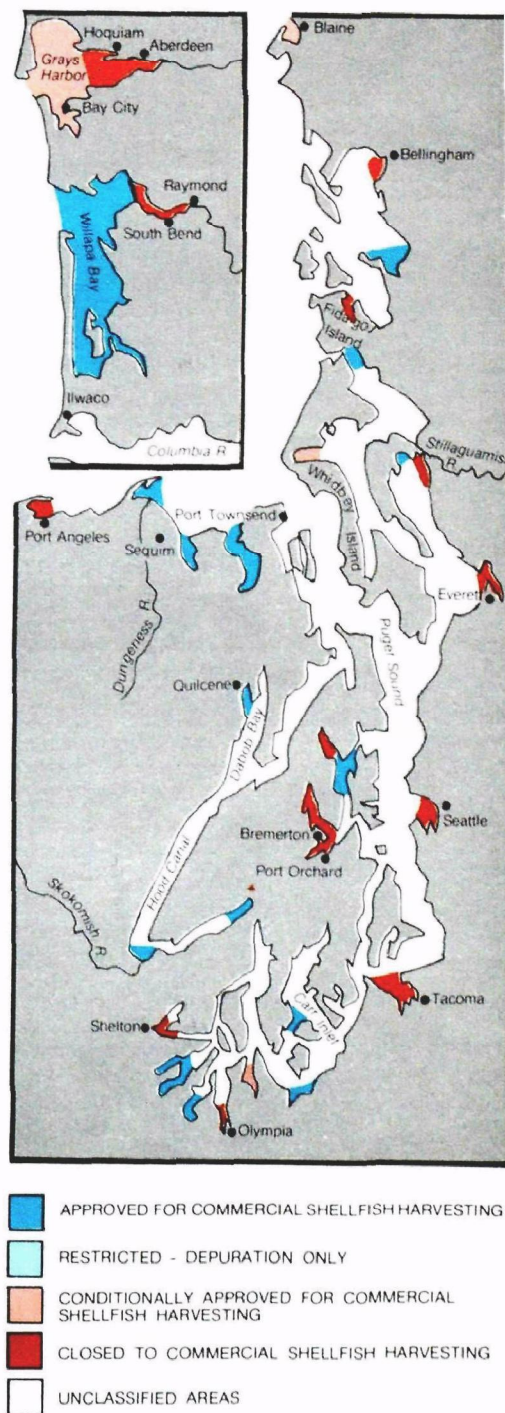 Hoquiam
Aberdeen
Grays
Harbor
Bay City
Raymond
South Bend
Willapa Bay
Ilwaco
Columbia R
Blaine
Bellingham
Fidalgo
Island
Stillaguamish
R.
Whidbey
Island
Port Angeles
Port Townsend
Sequim
Dungeness R.
Everett
Puget Sound
Quilcene
Dabob Bay
Hood Canal
Bremerton
Port Orchard
Seattle
Skokomish R.
Carr Inlet
Tacoma
Shelton
Olympia
APPROVED FOR COMMERCIAL SHELLFISH HARVESTING
RESTRICTED - DEPURATION ONLY
CONDITIONALLY APPROVED FOR COMMERCIAL
SHELLFISH HARVESTING
CLOSED TO COMMERCIAL SHELLFISH HARVESTING
UNCLASSIFIED AREAS